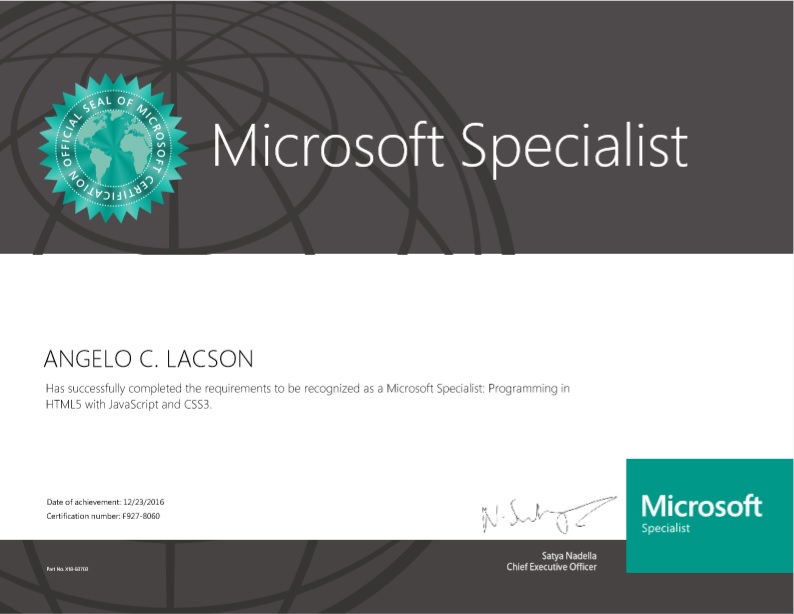 OFFICIAL SEAL OF MICROSOFT CERTIFICATION
Microsoft Specialist
ANGELO C. LACSON
Has successfully completed the requirements to be recognized as a Microsoft Specialist: Programming in
HTML5 with JavaScript and CSS3.
Date of achievement: 12/23/2016
Certification number: F927-8060
Microsoft
Specialist
Satya Nadella
Chief Executive Officer
Part No. X18-83702